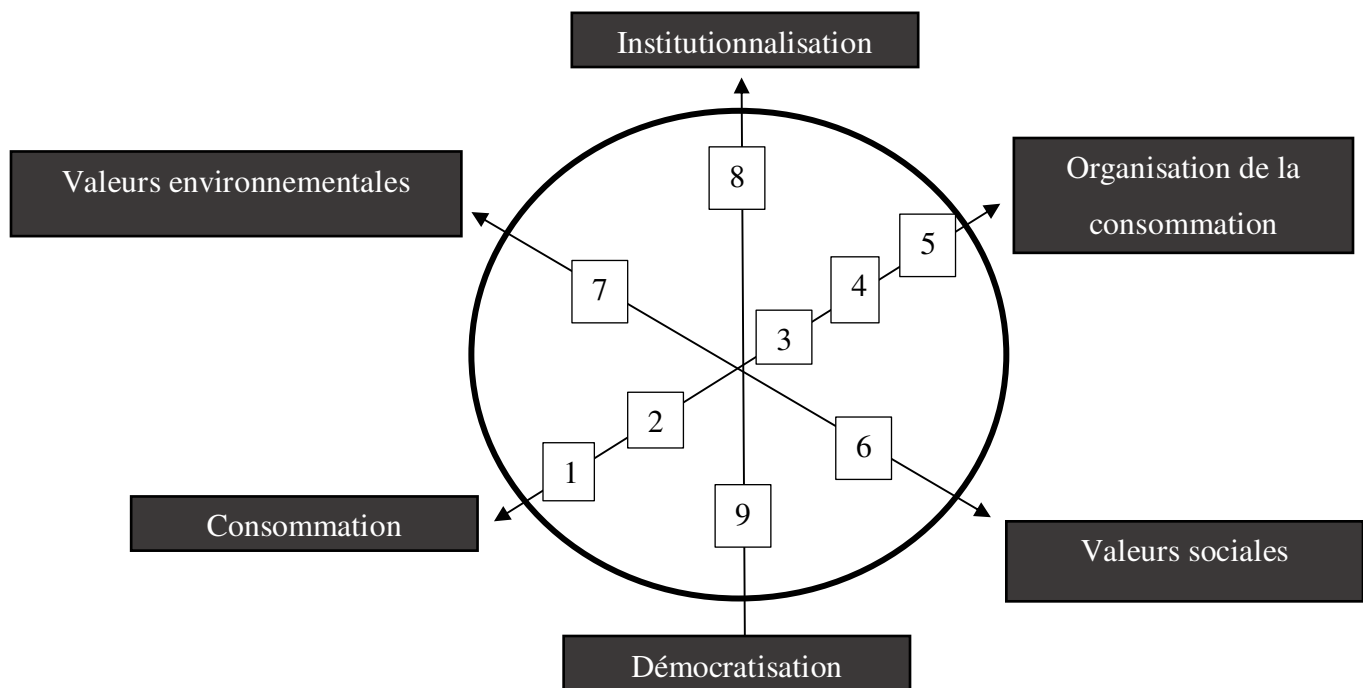 Institutionnalisation
Valeurs environnementales
Organisation de la
consommation
8
5
7
4
3
2
6
1
9
Consommation
Valeurs sociales
Démocratisation